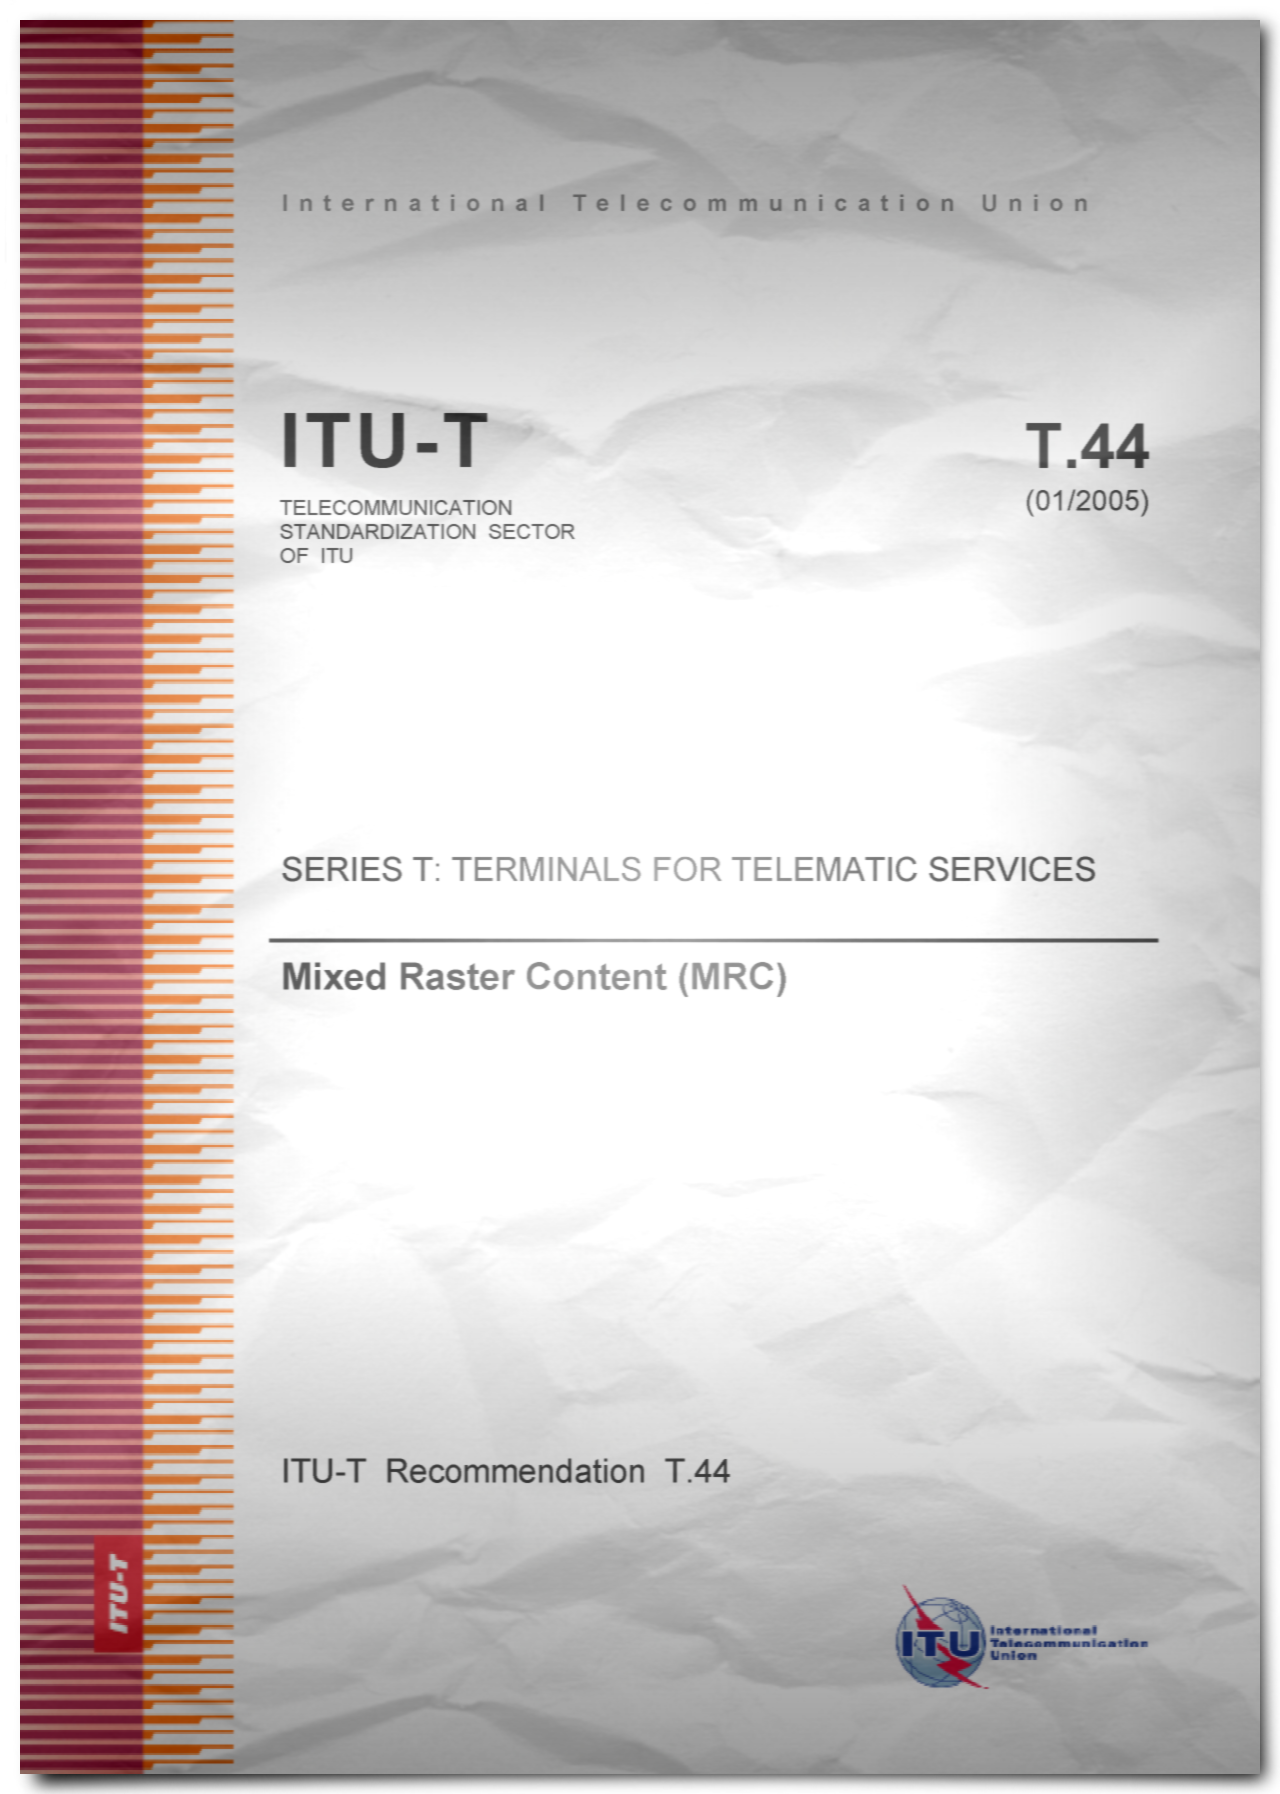 International Telecommunication Union
ITU-T
T.44
(01/2005)
TELECOMMUNICATION
STANDARDIZATION SECTOR
OF ITU
SERIES T: TERMINALS FOR TELEMATIC SERVICES
Mixed Raster Content (MRC)
ITU-T Recommendation T.44
ITU-T
ITU
International
Telecommunication
Union